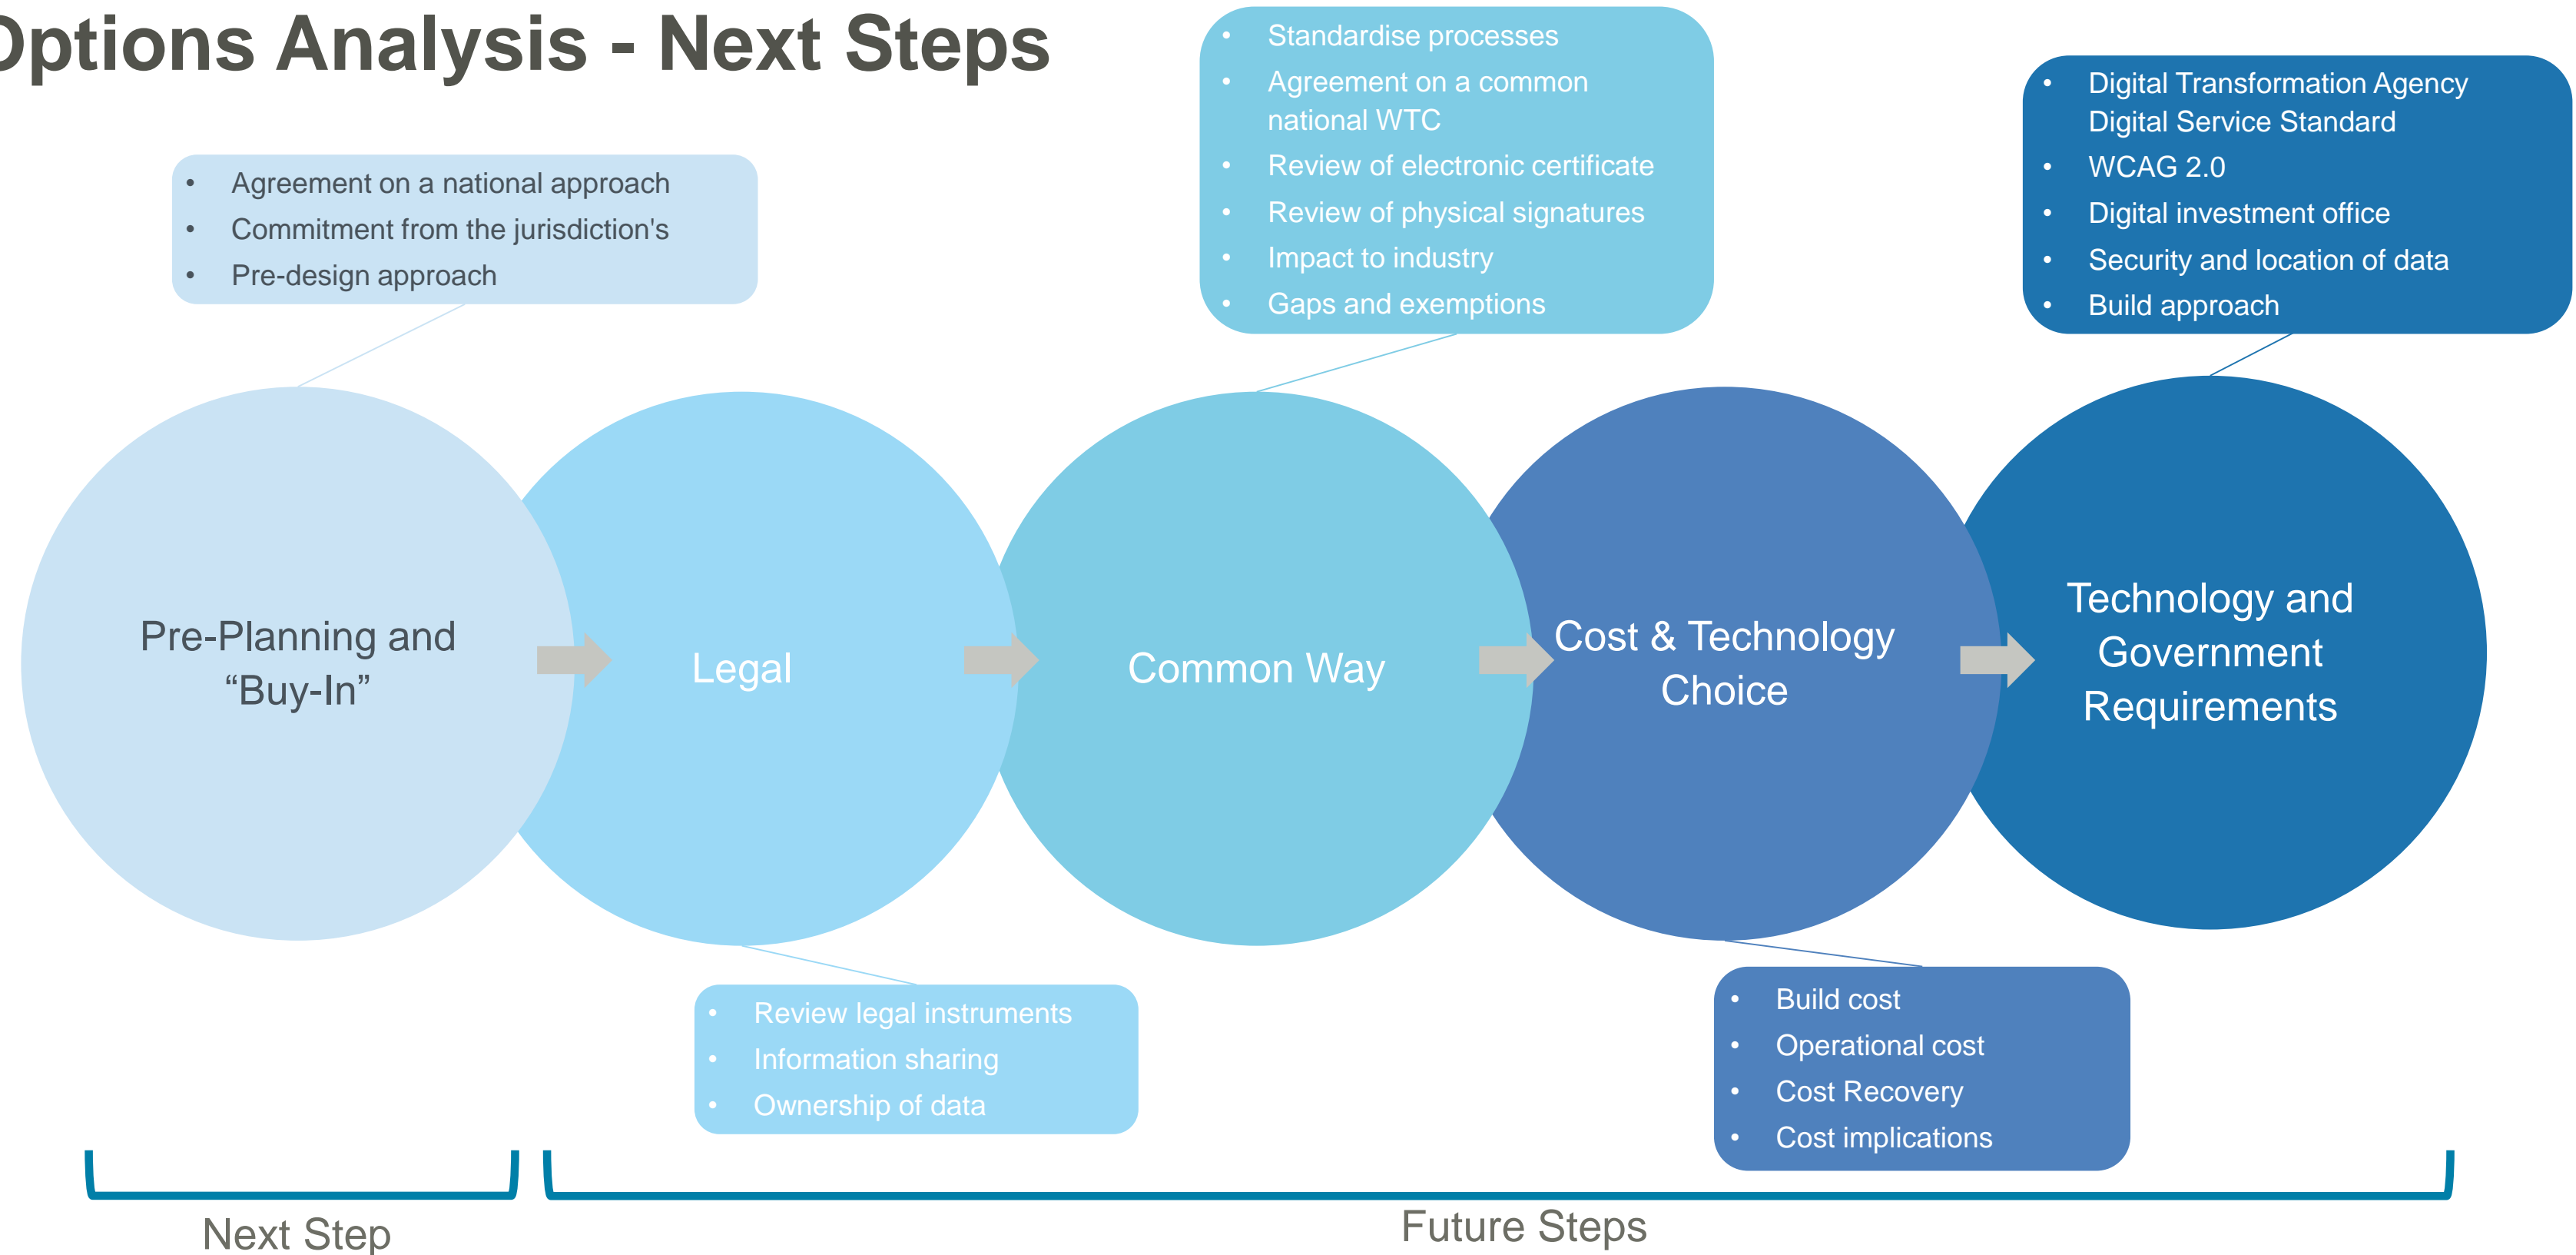 Options Analysis - Next Steps
• Agreement on a national approach
• Commitment from the jurisdiction's
• Pre-design approach
• Standardise processes
• Agreement on a common
national WTC
• Review of electronic certificate
• Review of physical signatures
• Impact to industry
• Gaps and exemptions
• Digital Transformation Agency
Digital Service Standard
• WCAG 2.0
• Digital investment office
• Security and location of data
• Build approach
Pre-Planning and
“Buy-In”
Legal
Common Way
Cost & Technology
Choice
Technology and
Government
Requirements
• Review legal instruments
• Information sharing
• Ownership of data
• Build cost
• Operational cost
• Cost Recovery
• Cost implications
Next Step
Future Steps